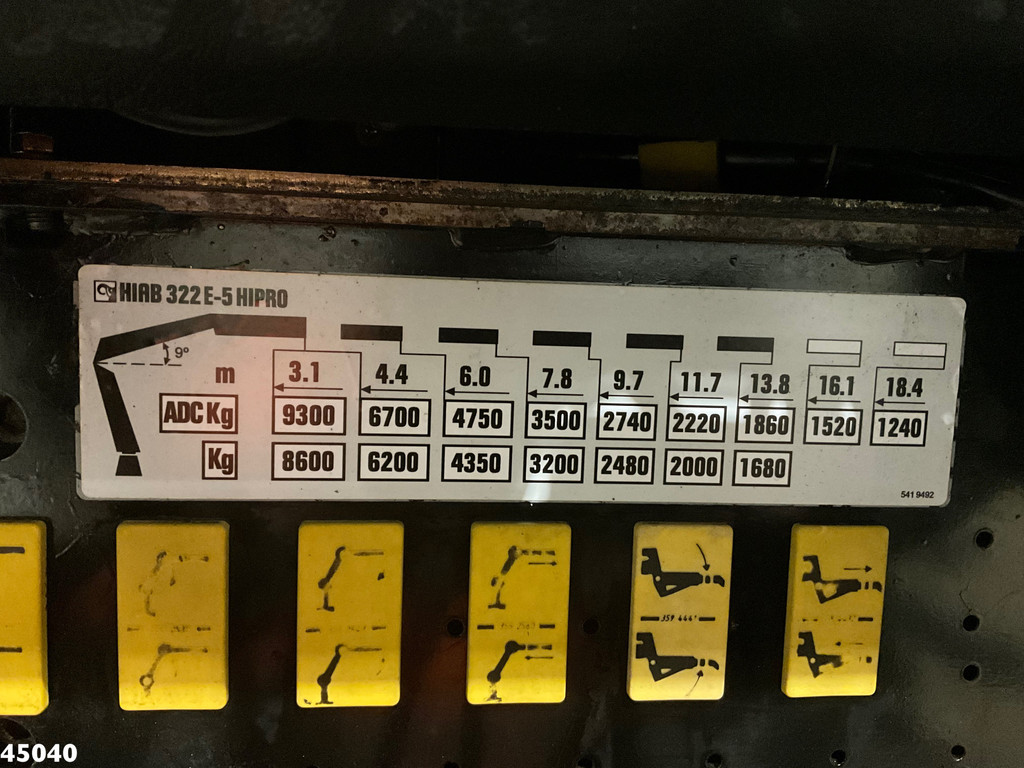 HIAB 322 E-5 HIPRO
9°
m 3.1 4.4 6.0 7.8 9.7 11.7 13.8 16.1 18.4
ADC Kg 9300 6700 4750 3500 2740 2220 1860 1520 1240
Kg 8600 6200 4350 3200 2480 2000 1680
541 9492
45040